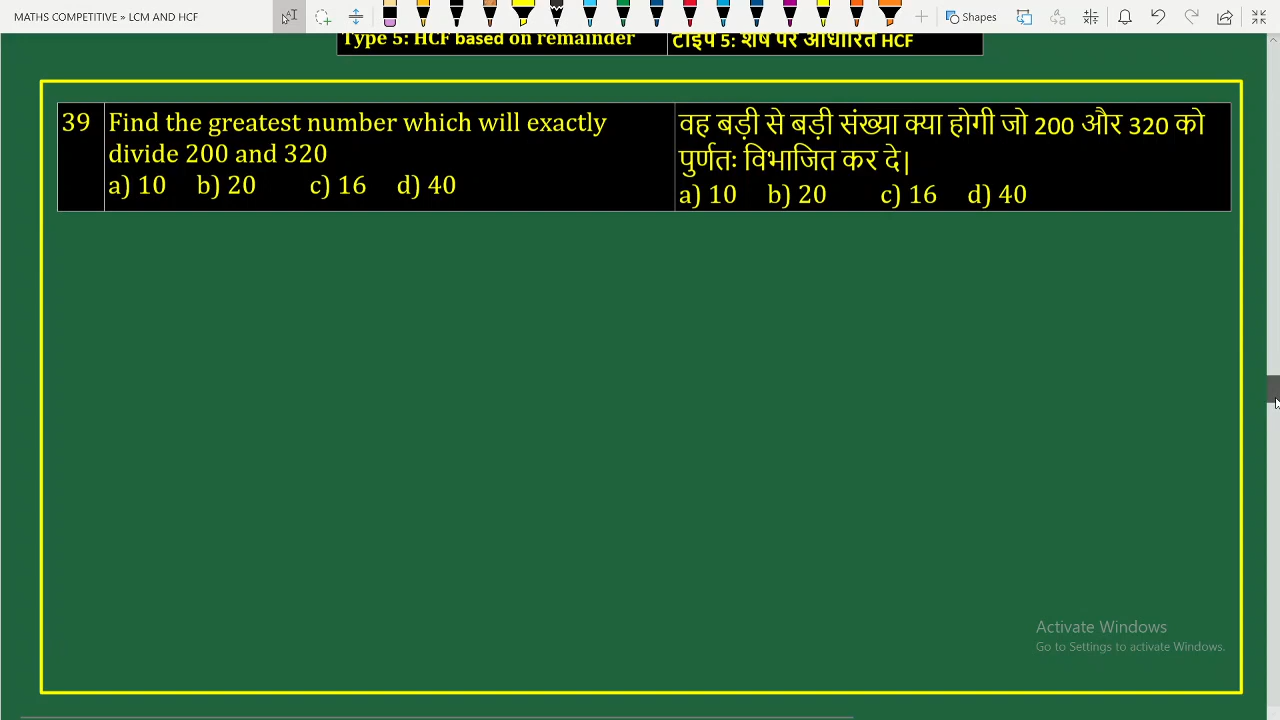 MATHS COMPETITIVE » LCM AND HCF
Shapes
Type 5: HCF based on remainder
टाइप 5: शेष पर आधारित HCF
39
Find the greatest number which will exactly
divide 200 and 320
a) 10 b) 20 c) 16 d) 40
वह बड़ी से बड़ी संख्या क्या होगी जो 200 और 320 को
पुर्णतः विभाजित कर दे|
a) 10 b) 20 c) 16 d) 40
Activate Windows
Go to Settings to activate Windows.